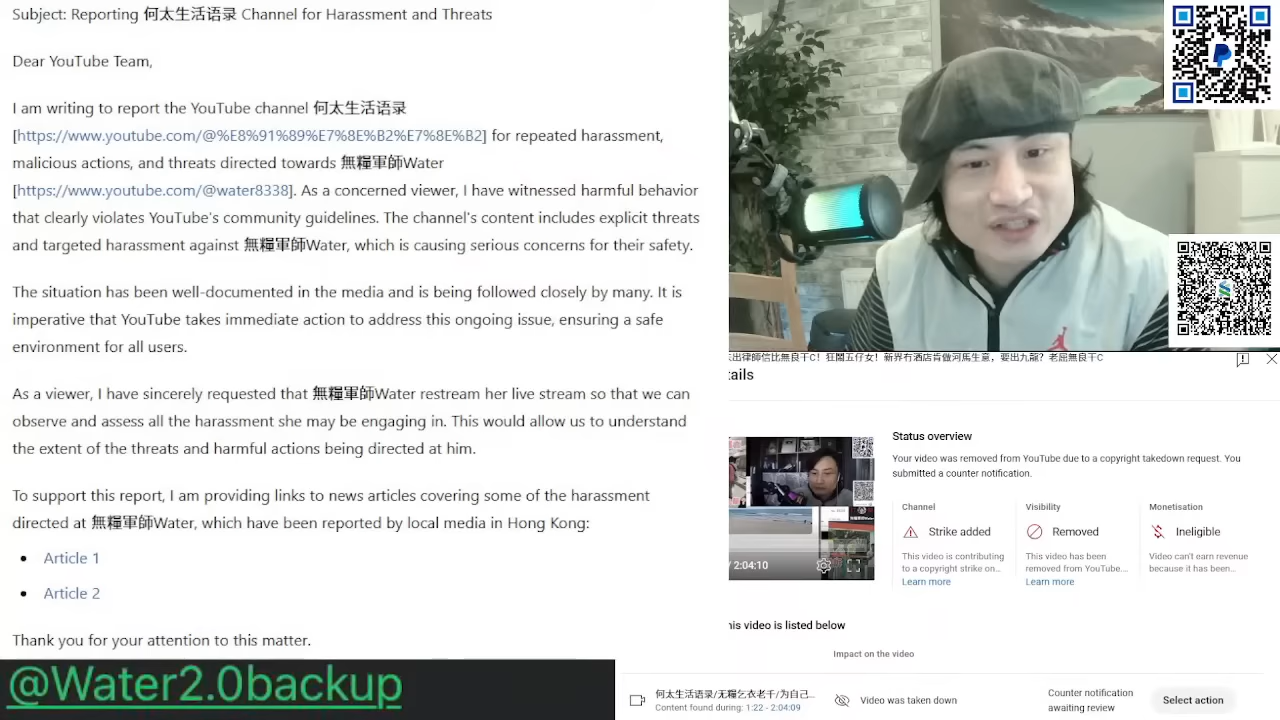 Subject: Reporting 何太生活语录 Channel for Harassment and Threats
Dear YouTube Team,
I am writing to report the YouTube channel 何太生活语录
[https://www.youtube.com/@%E8%91%89%E7%8E%B2%E7%8E%B2] for repeated harassment,
malicious actions, and threats directed towards 無糧軍師Water
[https://www.youtube.com/@water8338]. As a concerned viewer, I have witnessed harmful behavior
that clearly violates YouTube's community guidelines. The channel's content includes explicit threats
and targeted harassment against 無糧軍師Water, which is causing serious concerns for their safety.
The situation has been well-documented in the media and is being followed closely by many. It is
imperative that YouTube takes immediate action to address this ongoing issue, ensuring a safe
environment for all users.
As a viewer, I have sincerely requested that 無糧軍師Water restream her live stream so that we can
observe and assess all the harassment she may be engaging in. This would allow us to understand
the extent of the threats and harmful actions being directed at him.
To support this report, I am providing links to news articles covering some of the harassment
directed at 無糧軍師Water, which have been reported by local media in Hong Kong:
• Article 1
• Article 2
Thank you for your attention to this matter.
@Water2.0backup
出律師信比無良干C！狂鬧五仔女！新界冇酒店肯做河馬生意，要出九龍？老屈無良干C
tails
Status overview
Your video was removed from YouTube due to a copyright takedown request. You
submitted a counter notification.
Channel
Strike added
This video is contributing
to a copyright strike on...
Learn more
Visibility
Removed
This video has been
removed from YouTube....
Learn more
Monetisation
Ineligible
Video can't earn revenue
because it has been...
/ 2:04:10
his video is listed below
Impact on the video
何太生活语录/无糧乞衣老千/为自己...
Content found during: 1:22 - 2:04:09
Video was taken down
Counter notification
awaiting review
Select action